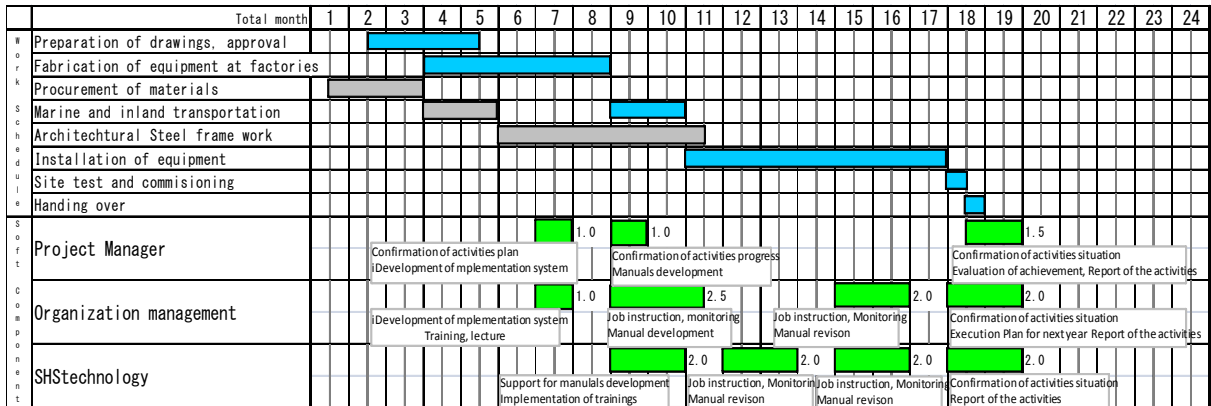 Total month 1 2 3 4 5 6 7 8 9 10 11 12 13 14 15 16 17 18 19 20 21 22 23 24
Work Schedule
Preparation of drawings, approval
Fabrication of equipment at factories
Procurement of materials
Marine and inland transportation
Architechtural Steel frame work
Installation of equipment
Site test and commisioning
Handing over
Soft Component
Project Manager
1.0 1.0 1.5
Confirmation of activities plan
iDevelopment of mplementation system
Confirmation of activities progress
Manuals development
Confirmation of activities situation
Evaluation of achievement, Report of the activities
Organization management
1.0 2.5 2.0 2.0
iDevelopment of mplementation system
Training, lecture
Job instruction, monitoring
Manual development
Job instruction, Monitoring
Manual revison
Confirmation of activities situation
Execution Plan for next year Report of the activities
SHStechnology
2.0 2.0 2.0 2.0
Support for manulals development
Implementation of trainings
Job instruction, Monitorin
Manual revison
Job instruction, Monitoring
Manual revison
Confirmation of activities situation
Report of the activities